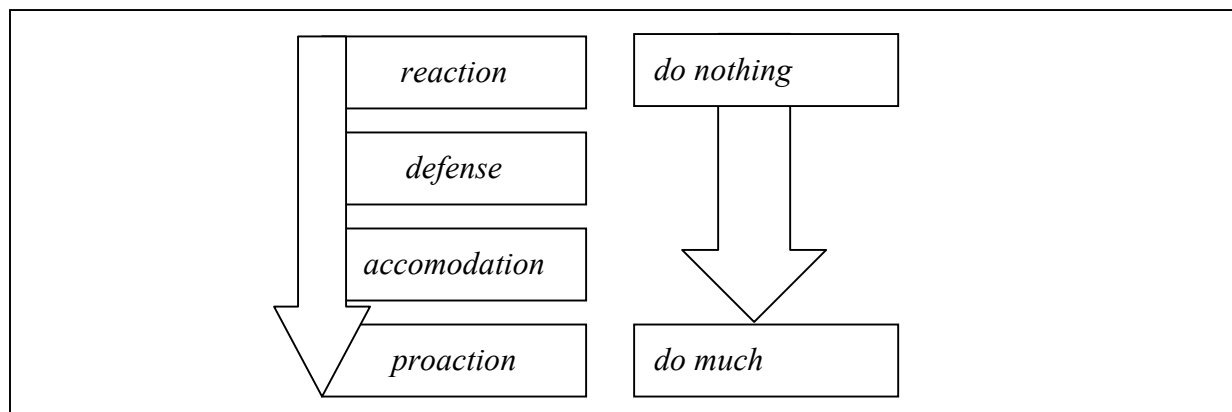 reaction
do nothing
defense
accomodation
proaction
do much